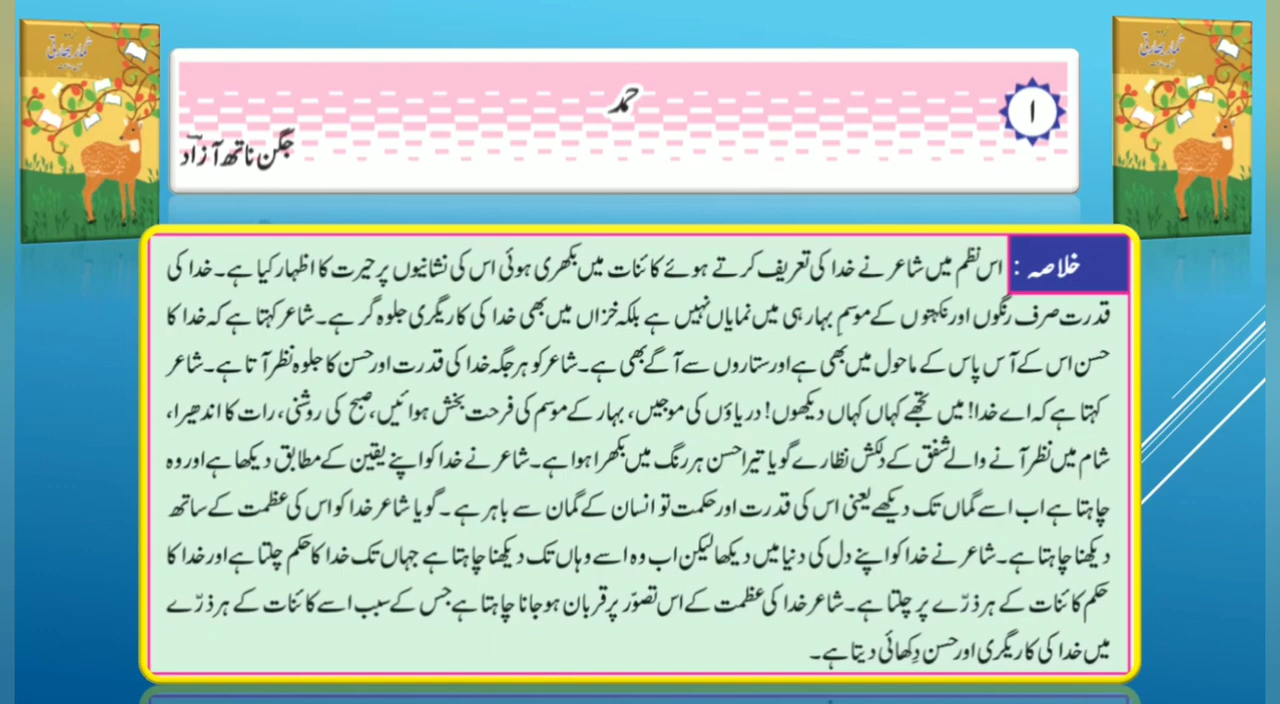 کمار بھارتی
کمار بھارتی
۱
حمد
جگن ناتھ آزادؔ
خلاصہ : اس نظم میں شاعر نے خدا کی تعریف کرتے ہوئے کائنات میں بکھری ہوئی اس کی نشانیوں پر حیرت کا اظہار کیا ہے۔ خدا کی
قدرت صرف رنگوں اور نکہتوں کے موسمِ بہار ہی میں نمایاں نہیں ہے بلکہ خزاں میں بھی خدا کی کاریگری جلوہ گر ہے۔ شاعر کہتا ہے کہ خدا کا
حسن اس کے آس پاس کے ماحول میں بھی ہے اور ستاروں سے آگے بھی ہے۔ شاعر کو ہر جگہ خدا کی قدرت اور حسن کا جلوہ نظر آتا ہے۔ شاعر
کہتا ہے کہ اے خدا! میں تجھے کہاں کہاں دیکھوں! دریاؤں کی موجیں، بہار کے موسم کی فرحت بخش ہوائیں، صبح کی روشنی، رات کا اندھیرا،
شام میں نظر آنے والے شفق کے دلکش نظارے گویا تیرا حسن ہر رنگ میں بکھرا ہوا ہے۔ شاعر نے خدا کو اپنے یقین کے مطابق دیکھا ہے اور وہ
چاہتا ہے اب اسے گماں تک دیکھے یعنی اس کی قدرت اور حکمت تو انسان کے گمان سے باہر ہے۔ گویا شاعر خدا کو اس کی عظمت کے ساتھ
دیکھنا چاہتا ہے۔ شاعر نے خدا کو اپنے دل کی دنیا میں دیکھا لیکن اب وہ اسے وہاں تک دیکھنا چاہتا ہے جہاں تک خدا کا حکم چلتا ہے اور خدا کا
حکم کائنات کے ہر ذرّے پر چلتا ہے۔ شاعر خدا کی عظمت کے اس تصوّر پر قربان ہو جانا چاہتا ہے جس کے سبب اسے کائنات کے ہر ذرّے
میں خدا کی کاریگری اور حسن دِکھائی دیتا ہے۔